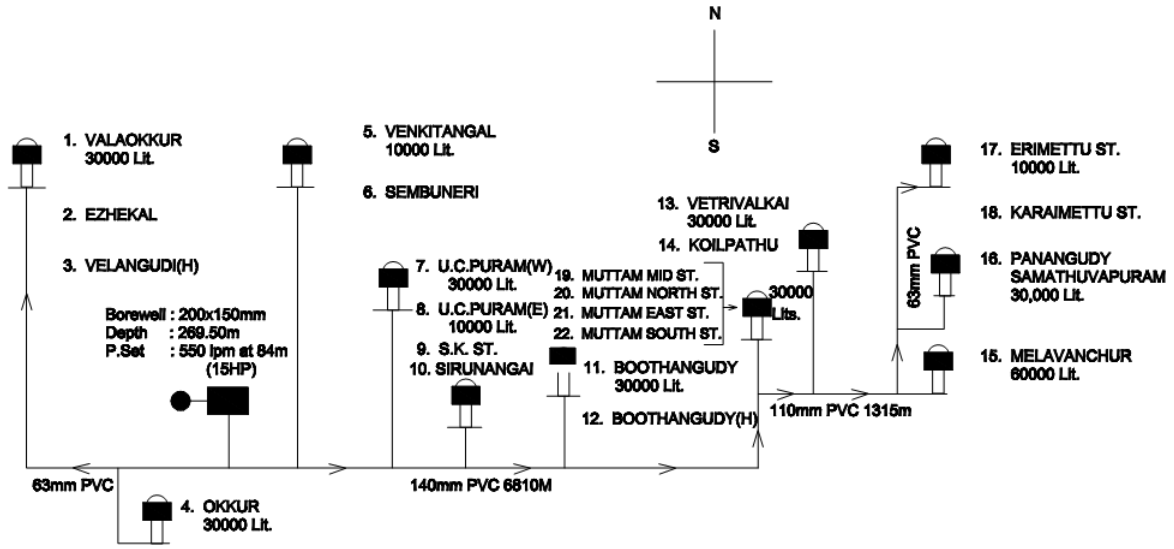 N
S
1. VALAOKKUR
30000 Lit.
2. EZHEKAL
3. VELANGUDI(H)
Borewell : 200x150mm
Depth : 269.50m
P.Set : 550 lpm at 84m
(15HP)
63mm PVC
4. OKKUR
30000 Lit.
5. VENKITANGAL
10000 Lit.
6. SEMBUNERI
7. U.C.PURAM(W)
30000 Lit.
8. U.C.PURAM(E)
10000 Lit.
9. S.K. ST.
10. SIRUNANGAI
140mm PVC 6810M
11. BOOTHANGUDY
30000 Lit.
12. BOOTHANGUDY(H)
13. VETRIVALKAI
30000 Lit.
14. KOILPATHU
19. MUTTAM MID ST.
20. MUTTAM NORTH ST.
21. MUTTAM EAST ST.
22. MUTTAM SOUTH ST.
30000
Lits.
110mm PVC 1315m
63mm PVC
17. ERIMETTU ST.
10000 Lit.
18. KARAIMETTU ST.
16. PANANGUDY
SAMATHUVAPURAM
30,000 Lit.
15. MELAVANCHUR
60000 Lit.